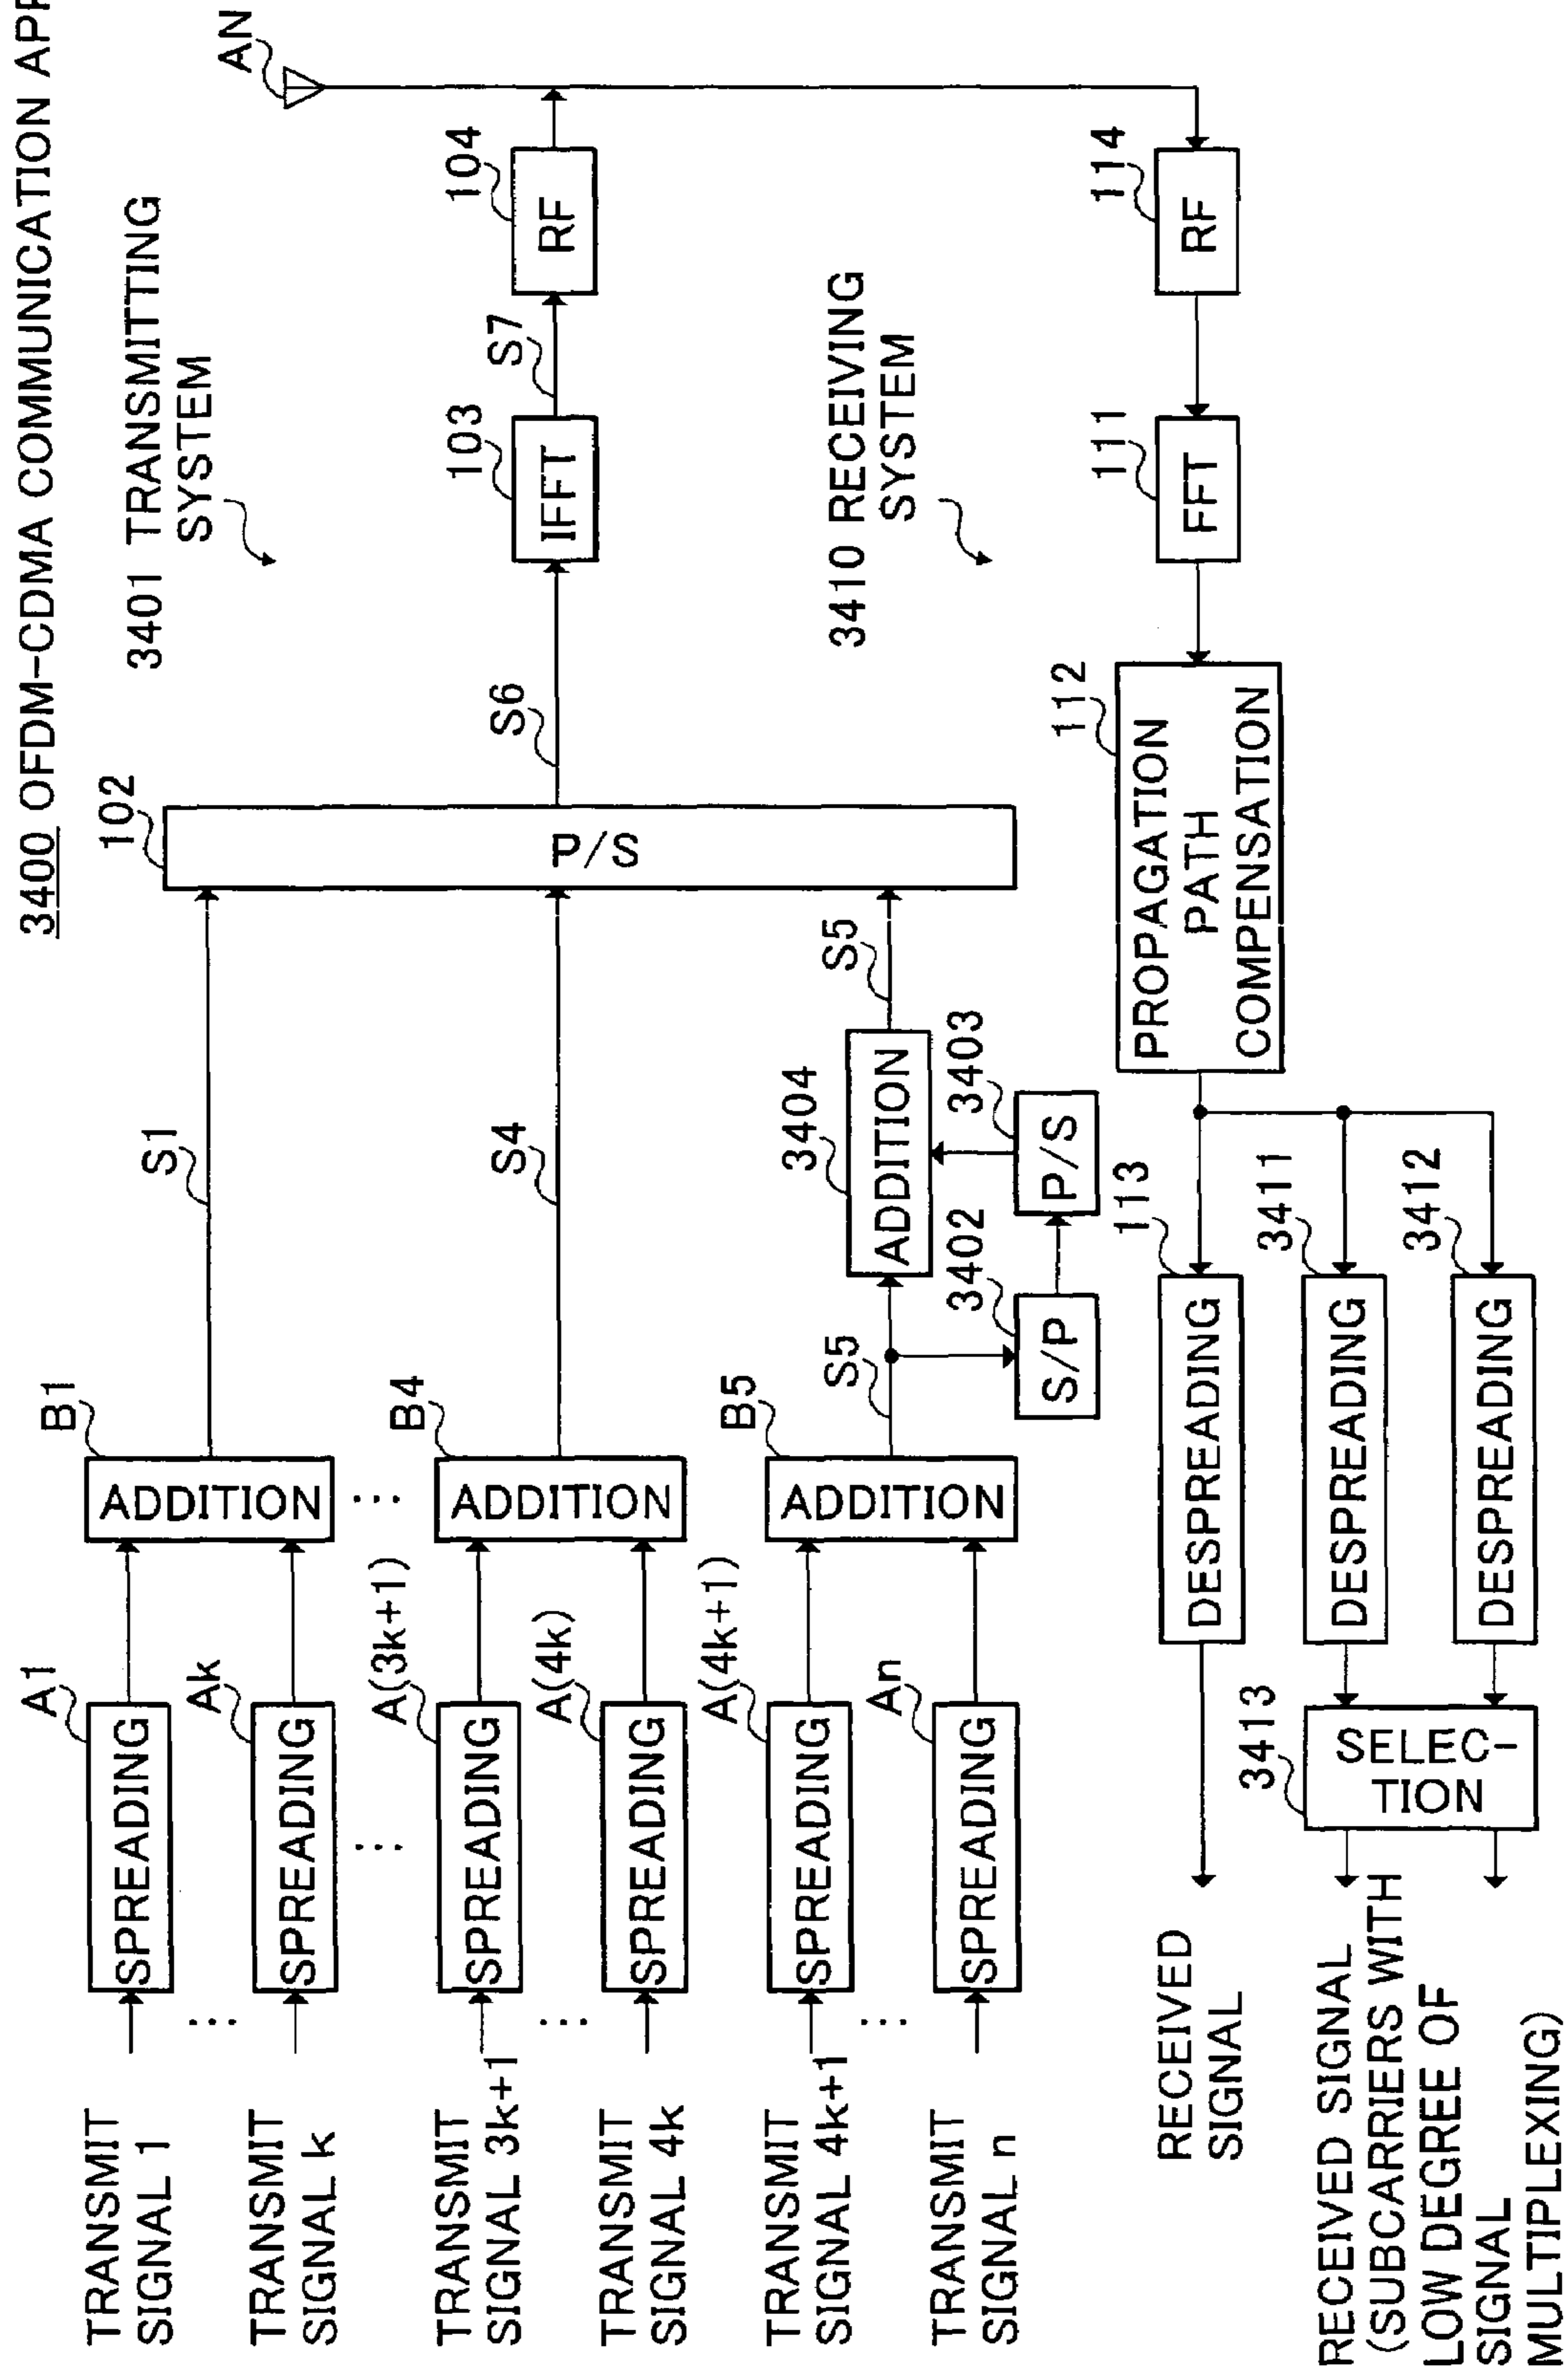 3400 OFDM-CDMA COMMUNICATION
3401 TRANSMITTING
SYSTEM
AN
TRANSMIT
SIGNAL 1
A1
SPREADING
B1
ADDITION
S1
102
P/S
TRANSMIT
SIGNAL k
Ak
SPREADING
...
...
...
TRANSMIT
SIGNAL 3k+1
A(3k+1)
SPREADING
B4
ADDITION
S4
S6
103
IFFT
S7
104
RF
...
TRANSMIT
SIGNAL 4k
A(4k)
SPREADING
TRANSMIT
SIGNAL 4k+1
A(4k+1)
SPREADING
B5
ADDITION
S5
3404
ADDITION
S5
...
TRANSMIT
SIGNAL n
An
SPREADING
3402
S/P
3403
P/S
3410 RECEIVING
SYSTEM
RECEIVED
SIGNAL
113
DESPREADING
112
PROPAGATION
PATH
COMPENSATION
111
FFT
114
RF
RECEIVED SIGNAL
(SUBCARRIERS WITH
LOW DEGREE OF
SIGNAL
MULTIPLEXING)
3413
SELEC-
TION
3411
DESPREADING
3412
DESPREADING